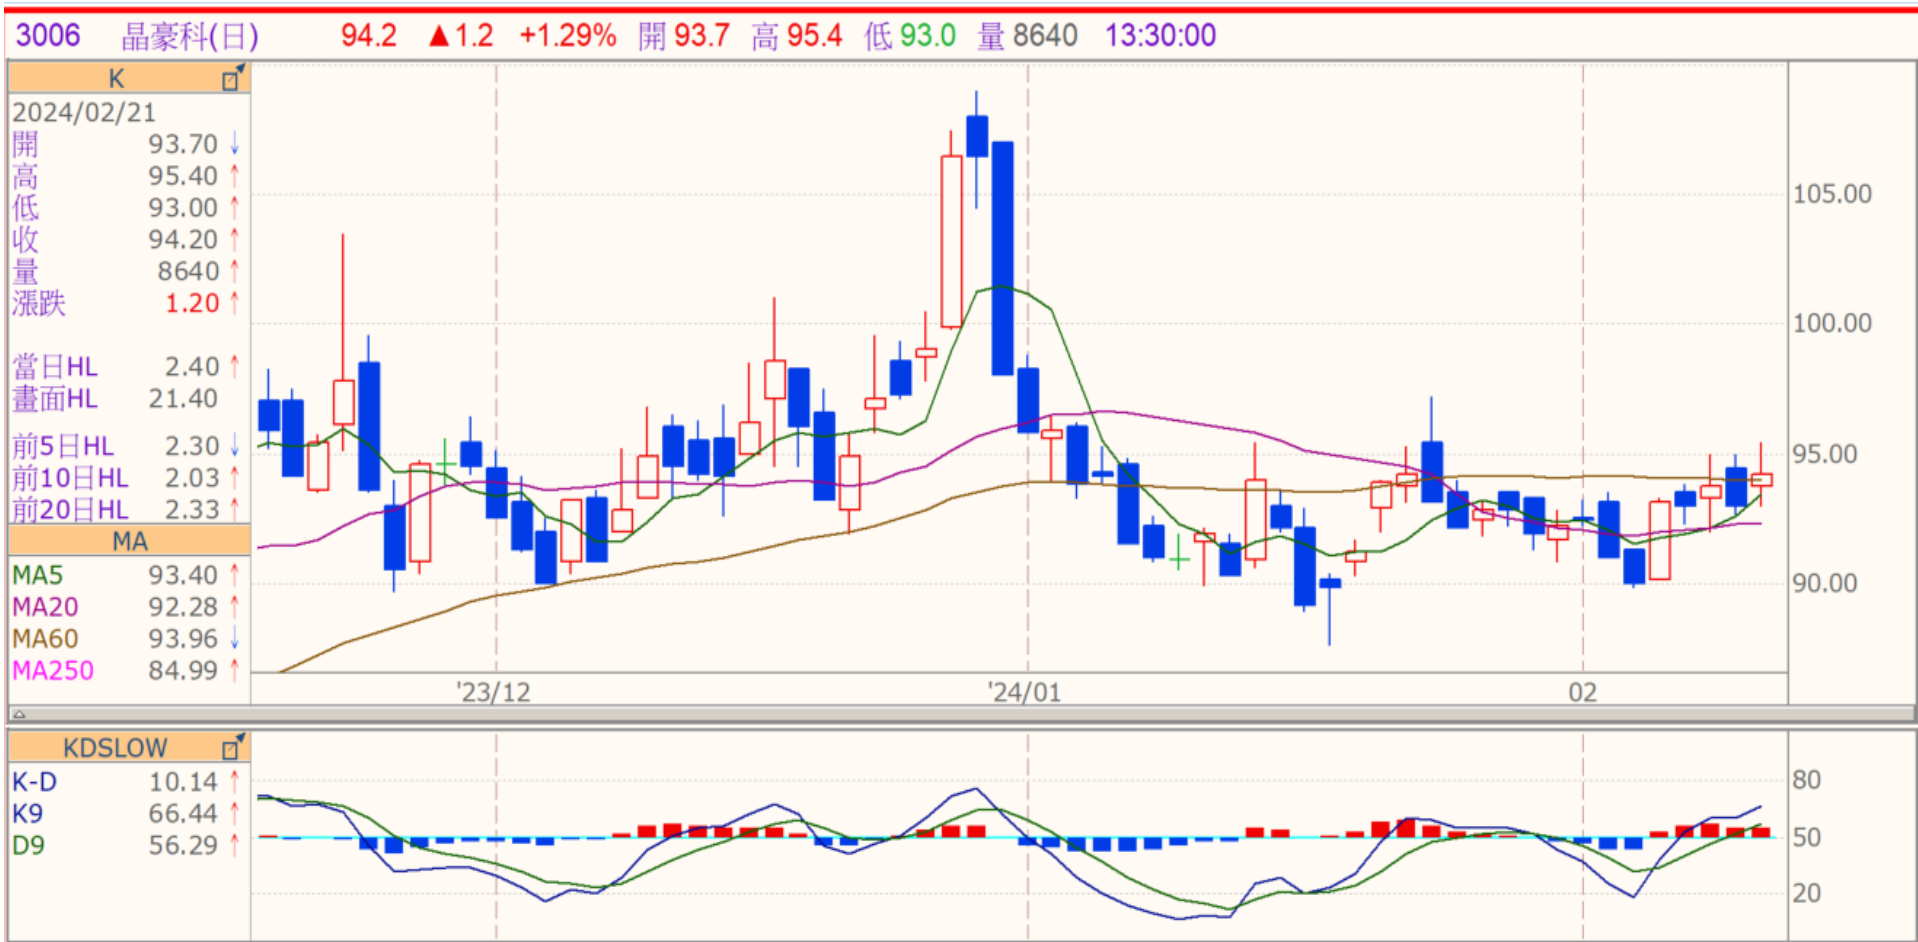 3006 晶豪科(日) 94.2 ▲1.2 +1.29% 開 93.7 高 95.4 低 93.0 量 8640 13:30:00
K
2024/02/21
開 93.70 ↓
高 95.40 ↑
低 93.00 ↑
收 94.20 ↑
量 8640 ↑
漲跌 1.20 ↑
當日HL 2.40 ↑
畫面HL 21.40
前5日HL 2.30 ↓
前10日HL 2.03 ↑
前20日HL 2.33 ↑
MA
MA5 93.40 ↑
MA20 92.28 ↑
MA60 93.96 ↓
MA250 84.99 ↑
105.00
100.00
95.00
90.00
'23/12 '24/01 02
KDSLOW
K-D 10.14 ↑
K9 66.44 ↑
D9 56.29 ↑
80
50
20